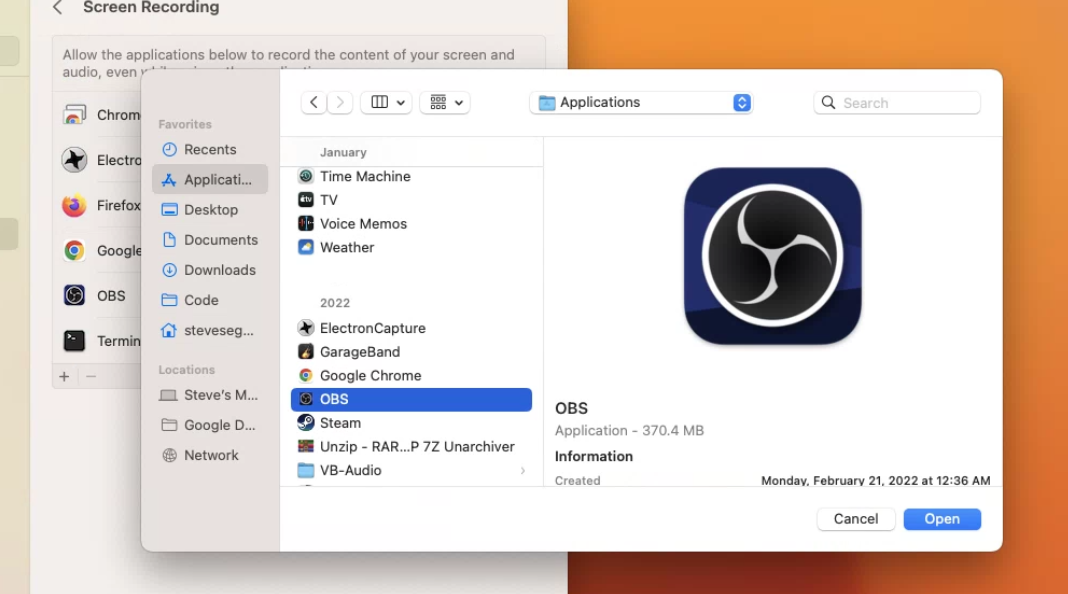 Screen Recording
Allow the applications below to record the content of your screen and
audio, even
Chrom
Electro
Firefox
Google
OBS
Termin
Applications
Search
Favorites
Recents
Applicati...
Desktop
Documents
Downloads
Code
steveseg...
Locations
Steve's M...
Google D...
Network
January
Time Machine
TV
Voice Memos
Weather
2022
ElectronCapture
GarageBand
Google Chrome
OBS
Steam
Unzip - RAR...P 7Z Unarchiver
VB-Audio
OBS
Application - 370.4 MB
Information
Created Monday, February 21, 2022 at 12:36 AM
Cancel
Open